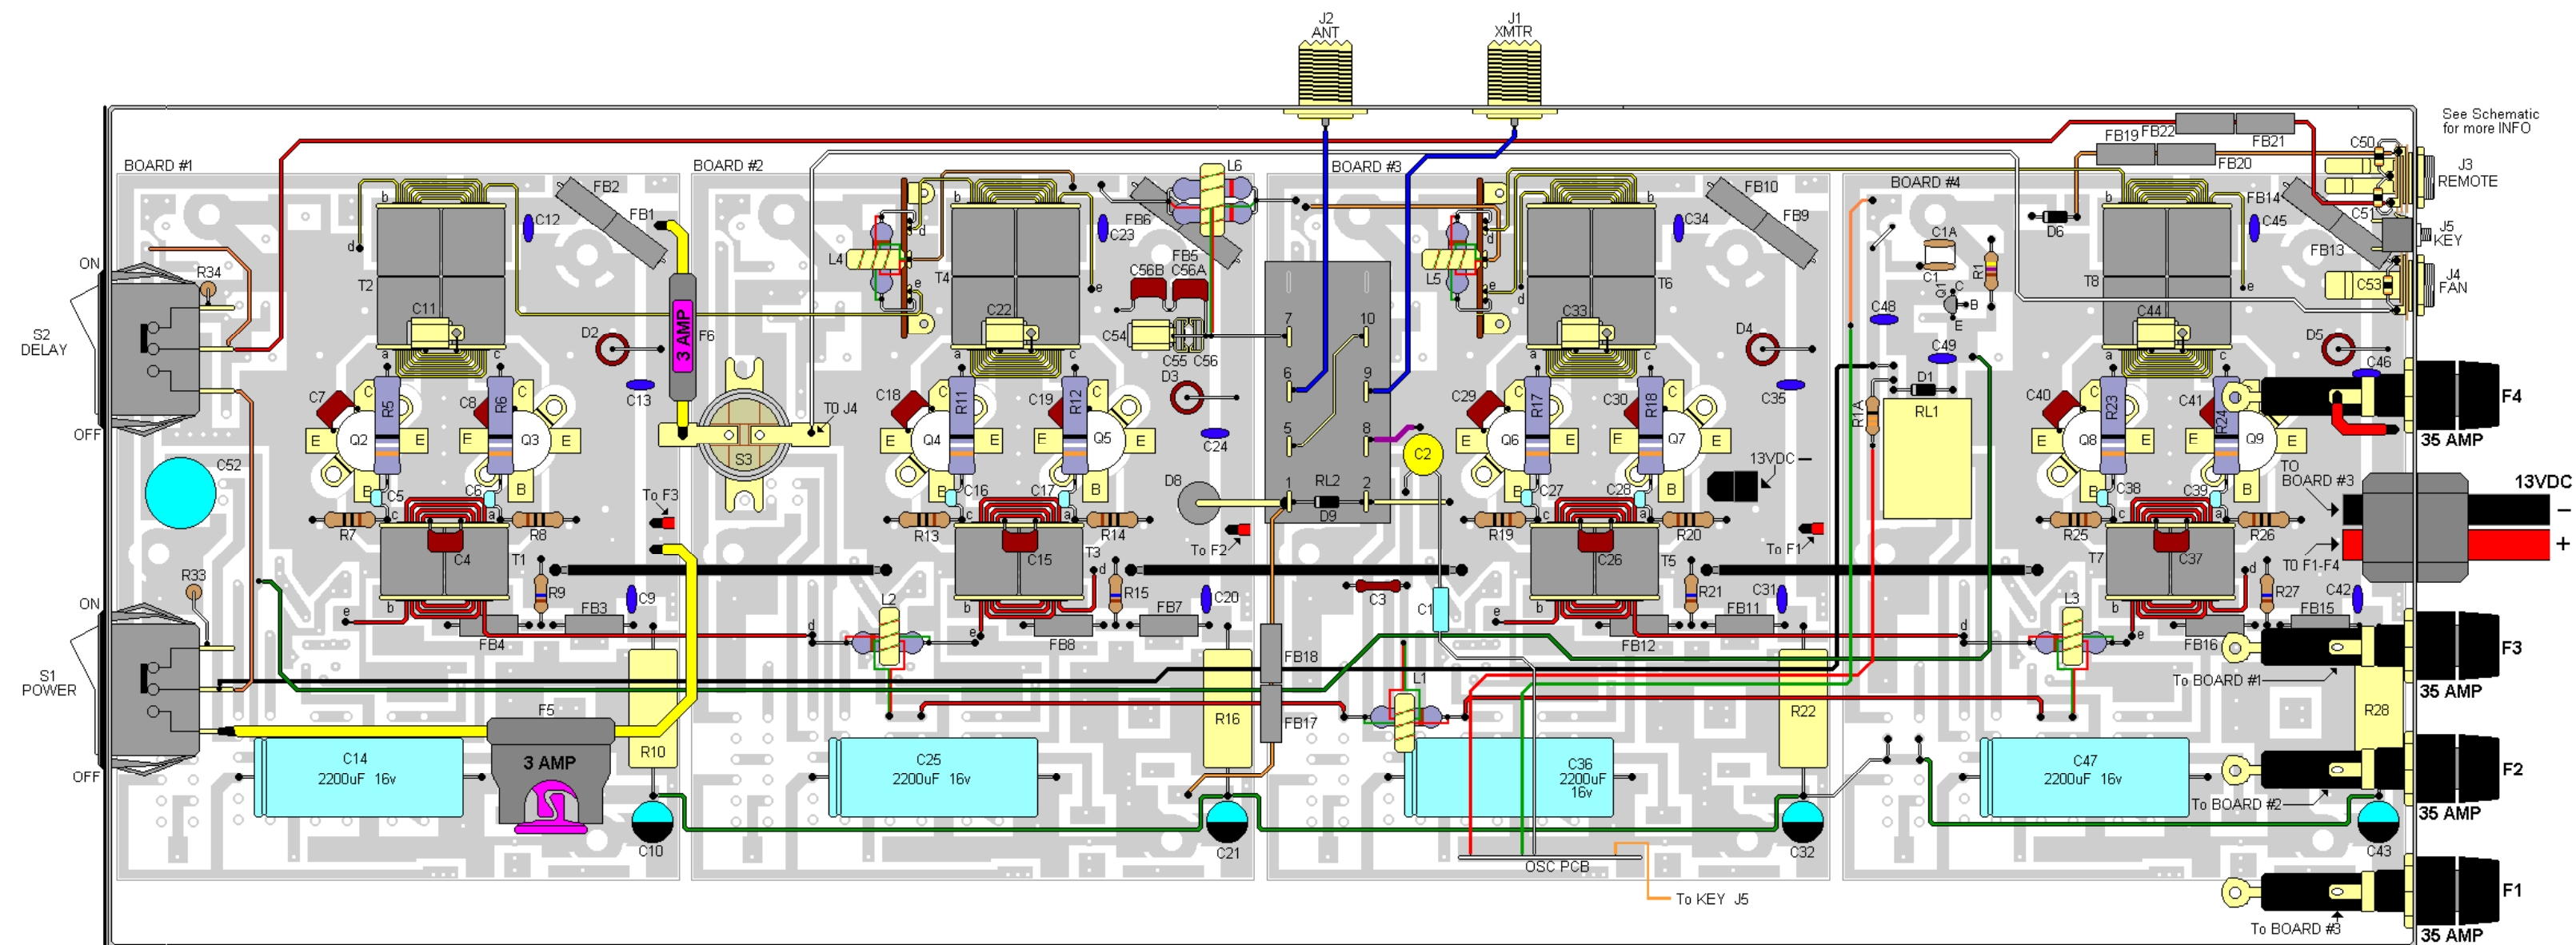 J2
ANT
J1
XMTR
See Schematic
for more INFO
BOARD #1
BOARD #2
BOARD #3
BOARD #4
L6
FB22
FB21
FB19
FB20
C50
J3
REMOTE
C51
J5
KEY
J4
FAN
C53
FB2
FB1
C12
b
d
T2
C11
a
c
D2
F6
3 AMP
C13
ON
R34
S2
DELAY
OFF
C7
R5
C8
R6
C
C
E
Q2
E
E
Q3
E
B
B
C52
C5
C6
c
a
R7
R8
C4
T1
b
e
R9
FB3
FB4
C9
To F3
R33
ON
S1
POWER
OFF
F5
3 AMP
C14
2200uF 16v
R10
C10
L4
d
e
b
T4
C22
a
c
e
C23
FB6
FB5
C56B
C56A
C54
C55
C56
D3
C24
TO J4
S3
C18
R11
C19
R12
C
C
E
Q4
E
E
Q5
E
B
B
C16
C17
c
a
R13
R14
C15
T3
d
b
R15
FB7
FB8
C20
To F2
D8
L2
d
e
C25
2200uF 16v
R16
C21
7
10
6
9
5
8
1
RL2
2
D9
C2
FB18
FB17
L5
d
e
d
b
T6
C33
a
c
FB10
FB9
C34
D4
C35
C29
R17
C30
R18
C
C
E
Q6
E
E
Q7
E
B
B
13VDC –
C27
C28
c
a
R19
R20
C26
T5
b
e
R21
FB11
FB12
C31
To F1
C3
C1
L1
C36
2200uF
16v
R22
C32
OSC PCB
To KEY J5
C1A
C1
R1
Q1
C
B
E
C48
C49
D1
R1A
RL1
D6
b
T8
C44
a
c
e
FB14
FB13
C45
D5
C46
C40
R23
C41
R24
C
E
Q8
E
E
Q9
E
B
B
C38
C39
c
a
R25
R26
C37
T7
d
b
R27
FB15
FB16
C42
L3
d
e
C47
2200uF 16v
R28
C43
F4
35 AMP
TO
BOARD #3
13VDC
–
+
TO F1-F4
F3
35 AMP
To BOARD #1
F2
35 AMP
To BOARD #2
F1
35 AMP
To BOARD #3